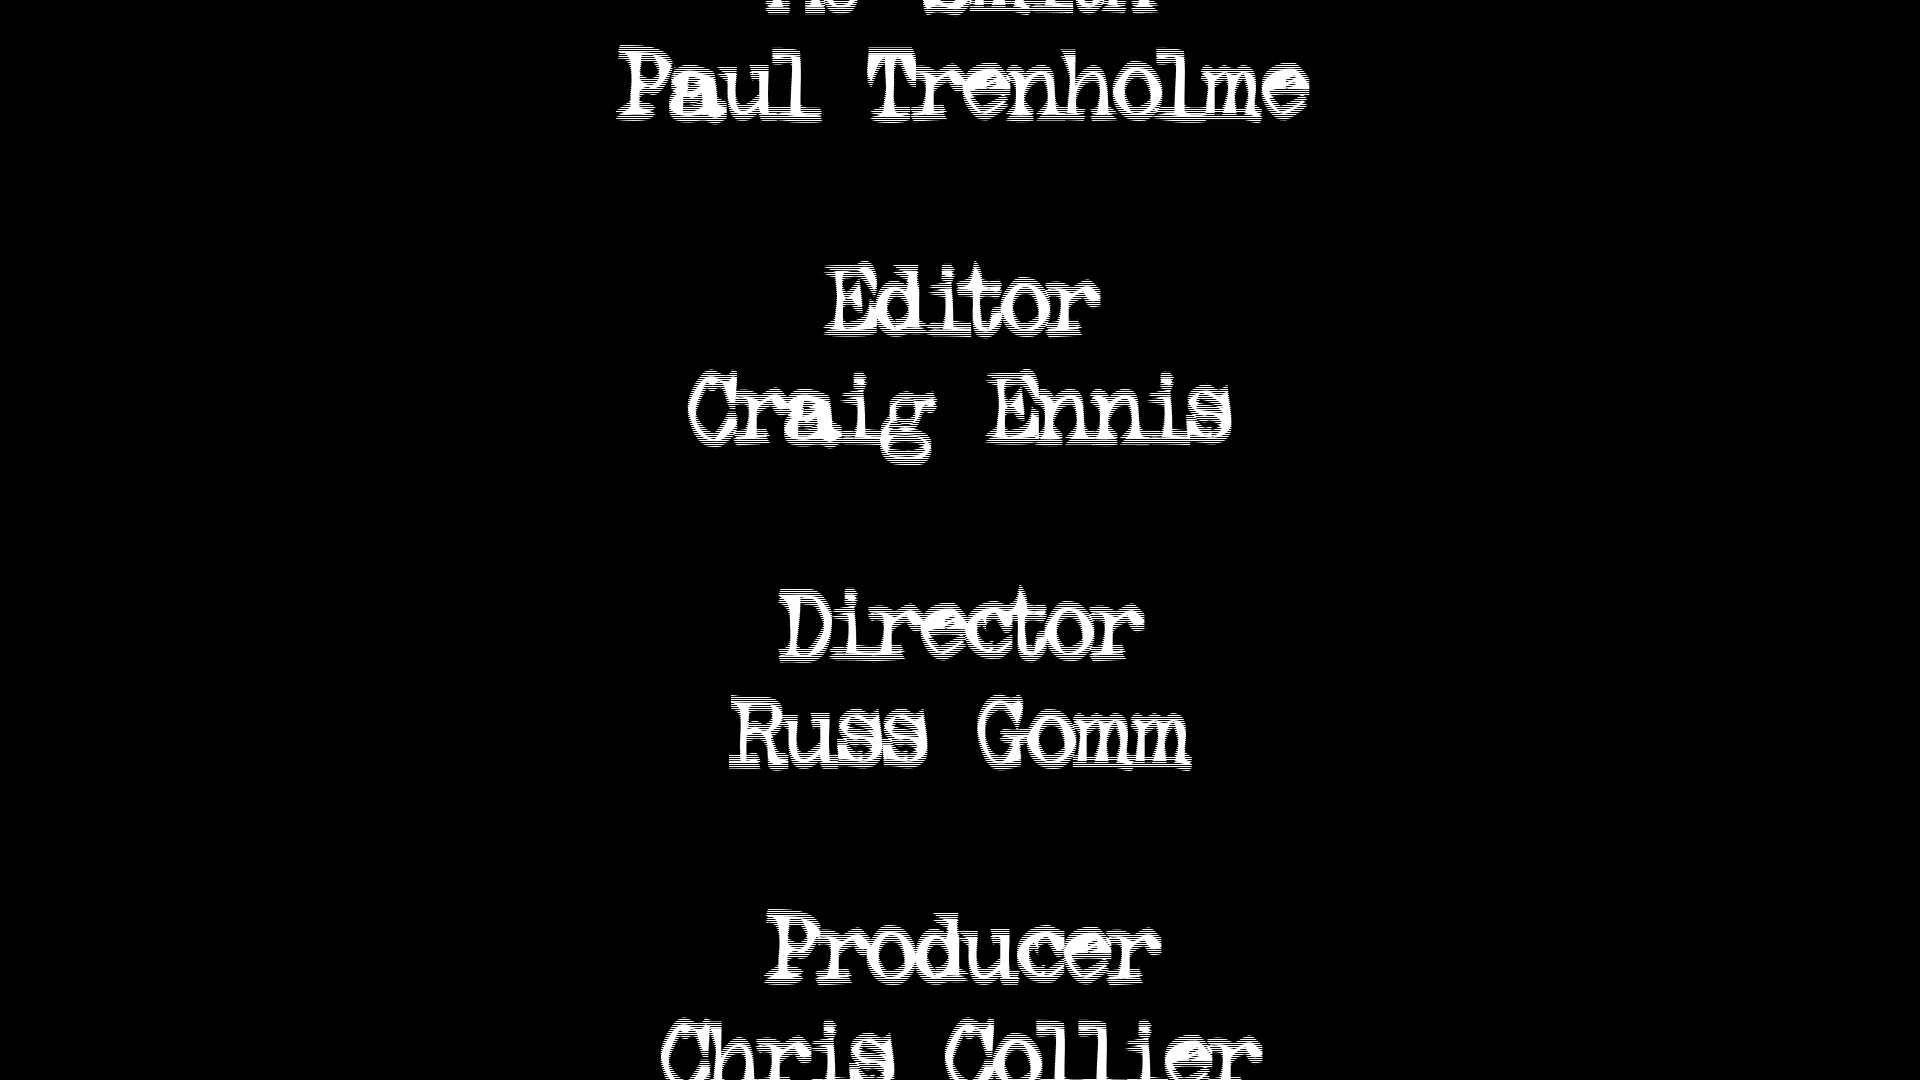 Paul Trenholme
Editor
Craig Ennis
Director
Russ Gomm
Producer
Chris Collier